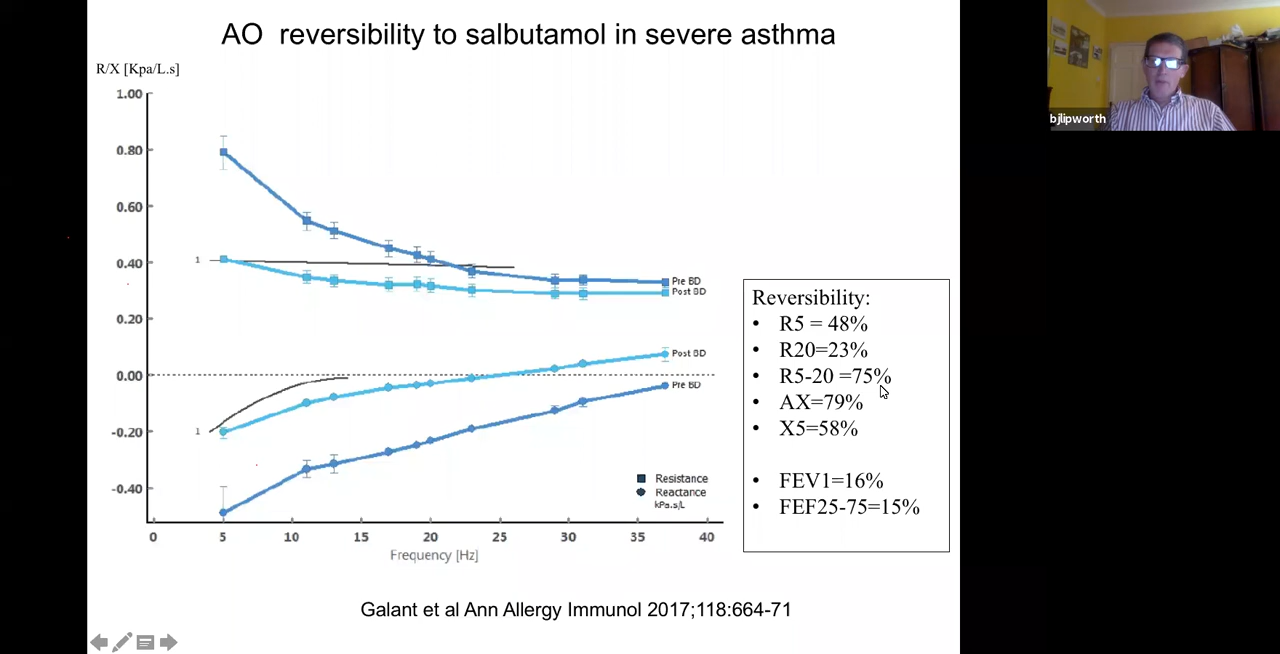 AO reversibility to salbutamol in severe asthma
R/X [Kpa/L.s]
1.00
0.80
0.60
0.40
0.20
0.00
-0.20
-0.40
1
1
Pre BD
Post BD
Post BD
Pre BD
Resistance
Reactance
kPa.s/L
0 5 10 15 20 25 30 35 40
Frequency [Hz]
Reversibility:
• R5 = 48%
• R20=23%
• R5-20 =75%
• AX=79%
• X5=58%
• FEV1=16%
• FEF25-75=15%
Galant et al Ann Allergy Immunol 2017;118:664-71
bjlipworth